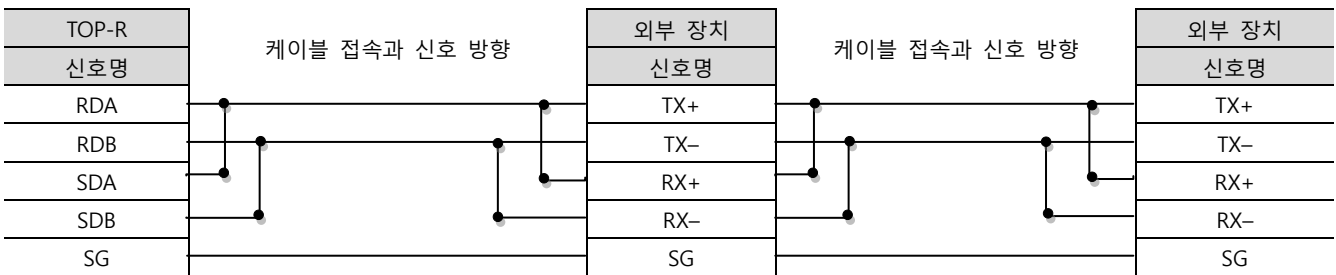 TOP-R 케이블 접속과 신호 방향 외부 장치 케이블 접속과 신호 방향 외부 장치
신호명 신호명 신호명
RDA TX+ TX+
RDB TX– TX–
SDA RX+ RX+
SDB RX– RX–
SG SG SG